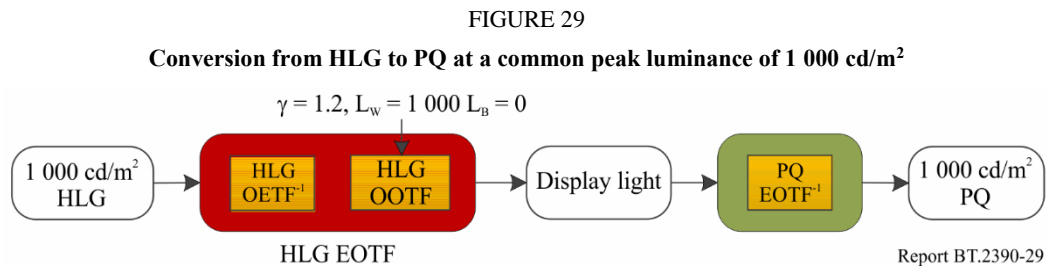 FIGURE 29
Conversion from HLG to PQ at a common peak luminance of 1 000 cd/m²
γ = 1.2, L_W = 1 000 L_B = 0
1 000 cd/m²
HLG
HLG
OETF⁻¹
HLG
OOTF
Display light
PQ
EOTF⁻¹
1 000 cd/m²
PQ
HLG EOTF
Report BT.2390-29